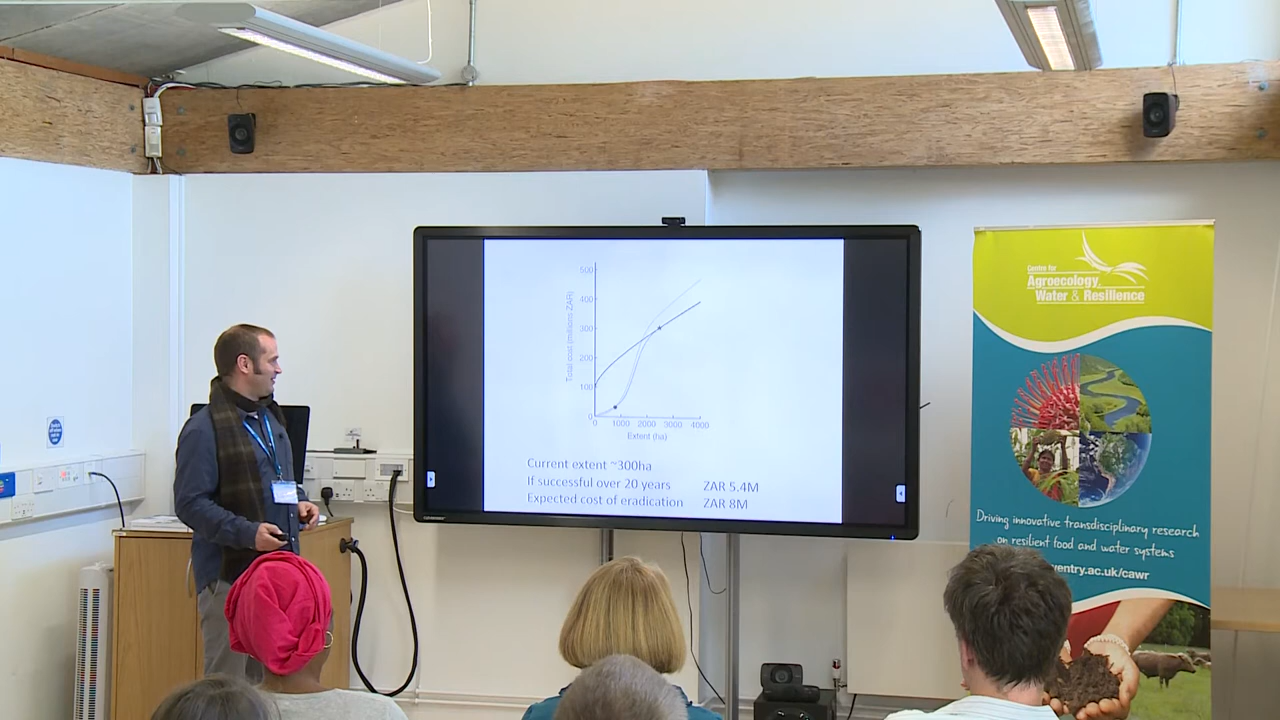 500
400
300
200
100
0
0
1000
2000
3000
4000
Total cost (millions ZAR)
Extent (ha)
Current extent ~300ha
If successful over 20 years ZAR 5.4M
Expected cost of eradication ZAR 8M
Centre for
Agroecology,
Water & Resilience
Driving innovative transdisciplinary research
on resilient food and water systems
ventry.ac.uk/cawr